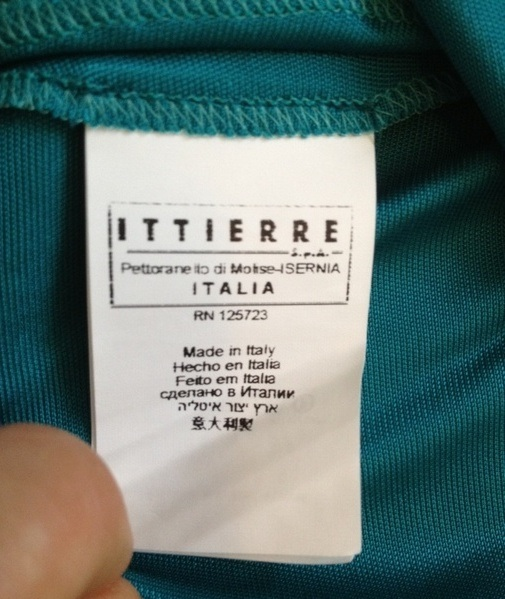 ITTIERRE
S.p.A.
Pettoranello di Molise-ISERNIA
ITALIA
RN 125723
Made in Italy
Hecho en Italia
Feito em Italia
сделано в Италии
ארץ יצור איטליה
意大利製